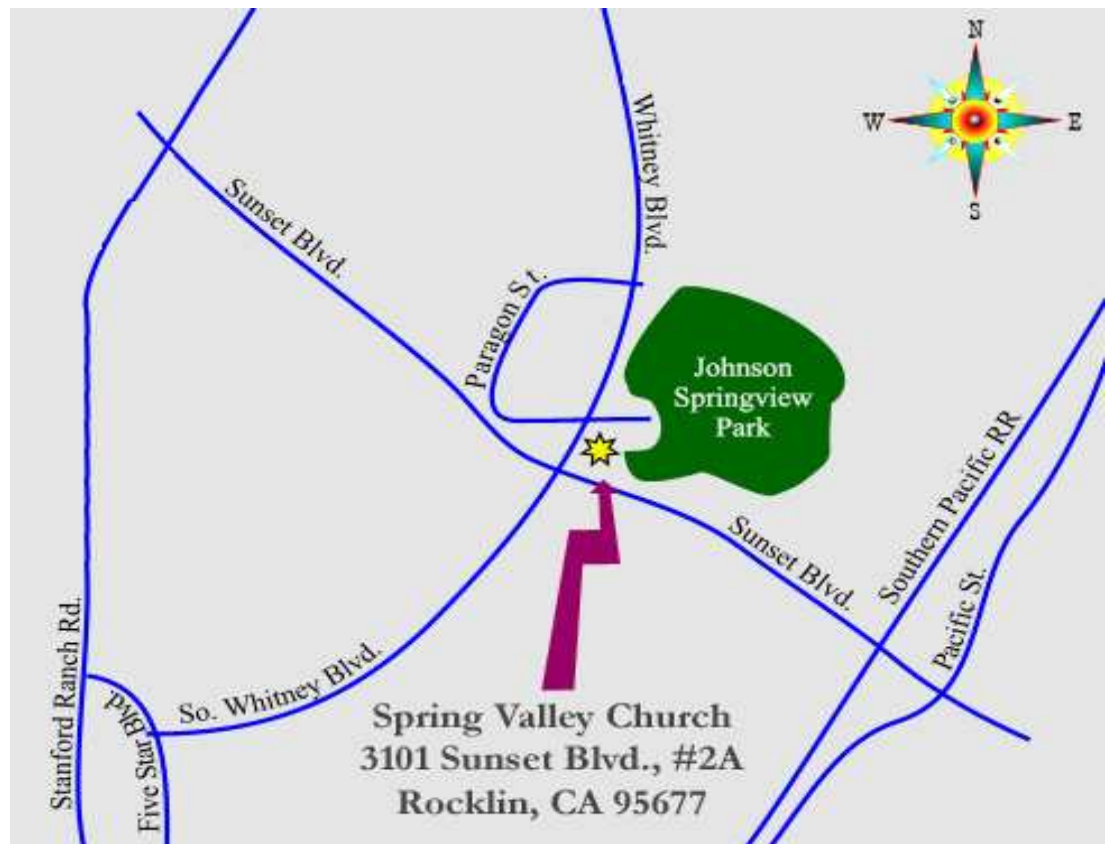 N
W
E
S
Whitney Blvd.
Sunset Blvd.
Paragon St.
Johnson
Springview
Park
Southern Pacific RR
Sunset Blvd.
Pacific St.
Stanford Ranch Rd.
Five Star Blvd.
So. Whitney Blvd.
Spring Valley Church
3101 Sunset Blvd., #2A
Rocklin, CA 95677